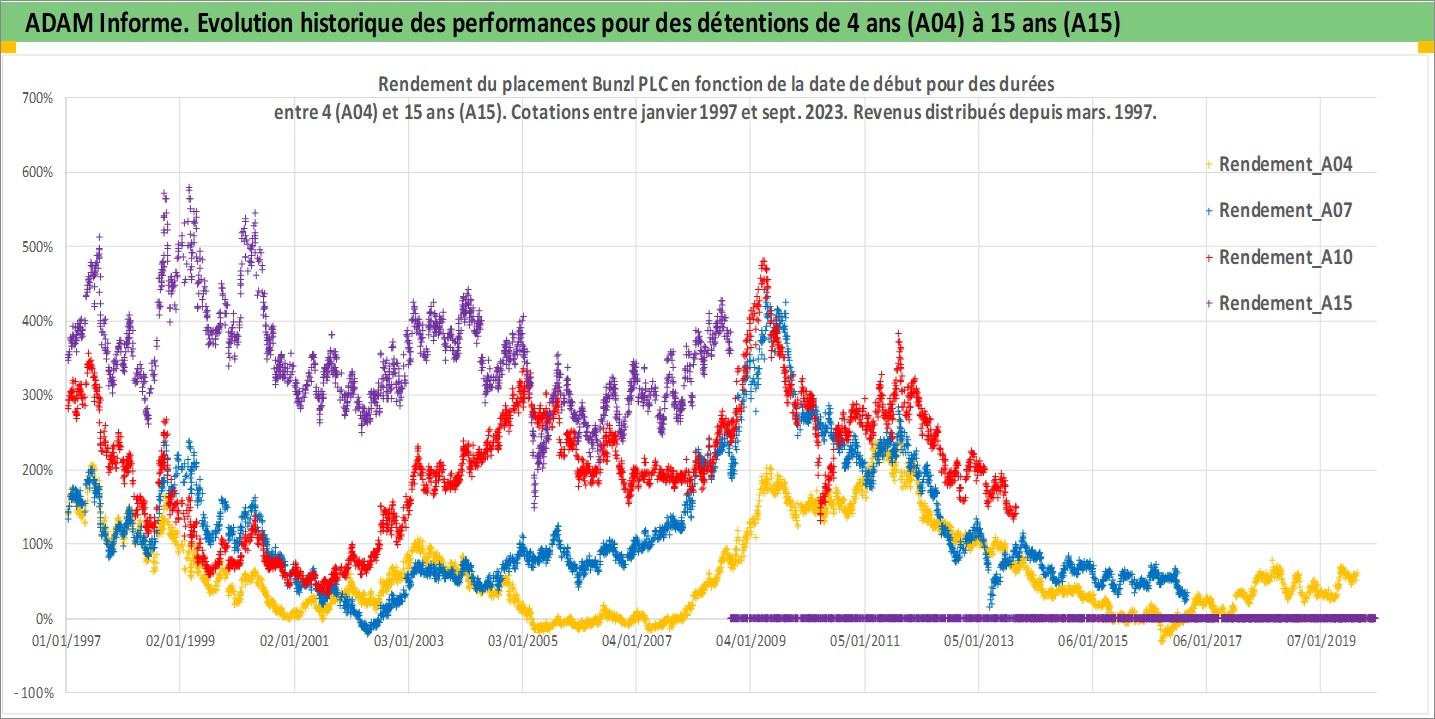 ADAM Informe. Evolution historique des performances pour des détentions de 4 ans (A04) à 15 ans (A15)
Rendement du placement Bunzl PLC en fonction de la date de début pour des durées
entre 4 (A04) et 15 ans (A15). Cotations entre janvier 1997 et sept. 2023. Revenus distribués depuis mars. 1997.
700%
600%
500%
400%
300%
200%
100%
0%
-100%
Rendement_A04
Rendement_A07
Rendement_A10
Rendement_A15
01/01/1997 02/01/1999 02/01/2001 03/01/2003 03/01/2005 04/01/2007 04/01/2009 05/01/2011 05/01/2013 06/01/2015 06/01/2017 07/01/2019